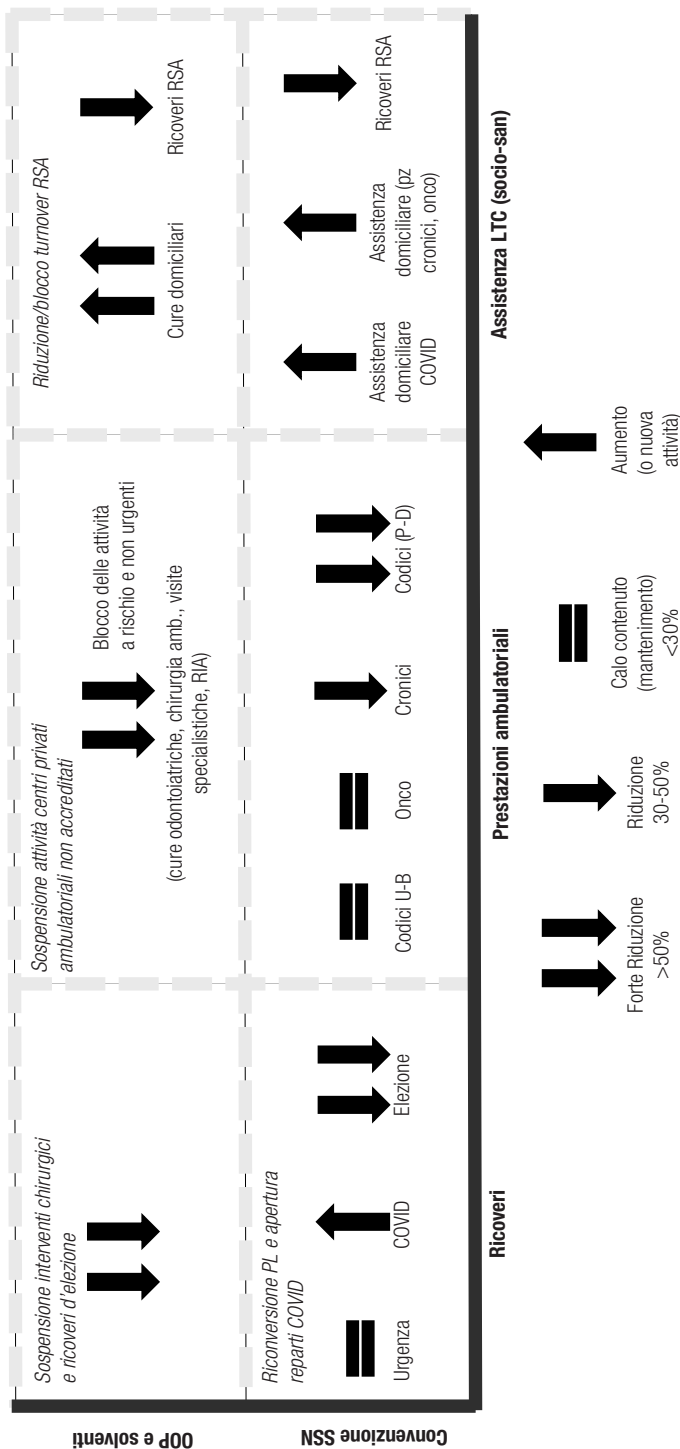 OOP e solventi
Sospensione interventi chirurgici
e ricoveri d'elezione
Sospensione attività centri privati
ambulatoriali non accreditati
Blocco delle attività
a rischio e non urgenti
(cure odontoiatriche, chirurgia amb., visite
specialistiche, RIA)
Riduzione/blocco turnover RSA
Cure domiciliari
Ricoveri RSA
Convenzione SSN
Riconversione PL e apertura
reparti COVID
Urgenza
COVID
Elezione
Codici U-B
Onco
Cronici
Codici (P-D)
Assistenza
domiciliare
COVID
Assistenza
domiciliare (pz
cronici, onco)
Ricoveri RSA
Ricoveri
Prestazioni ambulatoriali
Assistenza LTC (socio-san)
Forte Riduzione
>50%
Riduzione
30-50%
Calo contenuto
(mantenimento)
<30%
Aumento
(o nuova
attività)